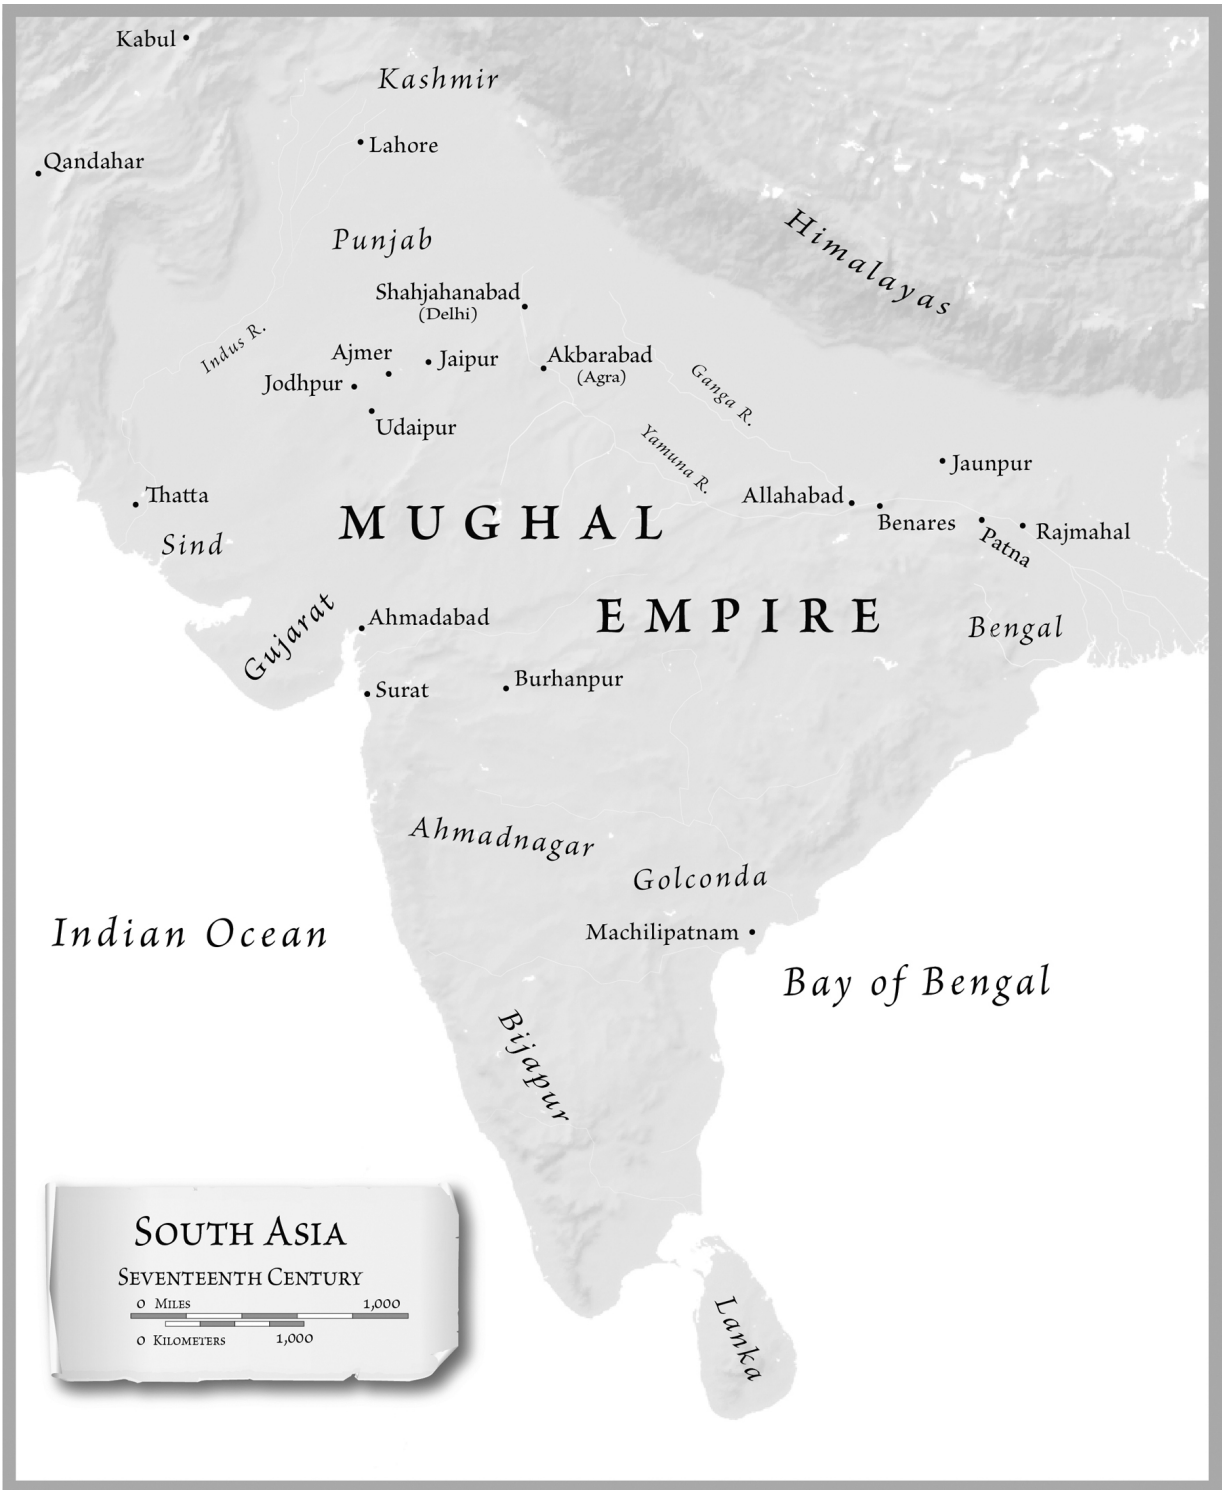 Kabul
Kashmir
Lahore
Qandahar
Himalayas
Punjab
Shahjahanabad
(Delhi)
Indus R.
Ajmer
Jaipur
Akbarabad
(Agra)
Jodhpur
Ganga R.
Udaipur
Yamuna R.
Jaunpur
Thatta
Allahabad
MUGHAL
Benares
Patna
Rajmahal
Sind
Gujarat
Ahmadabad
EMPIRE
Bengal
Surat
Burhanpur
Ahmadnagar
Golconda
Indian Ocean
Machilipatnam
Bay of Bengal
Bijapur
SOUTH ASIA
SEVENTEENTH CENTURY
0 MILES 1,000
0 KILOMETERS 1,000
Lanka